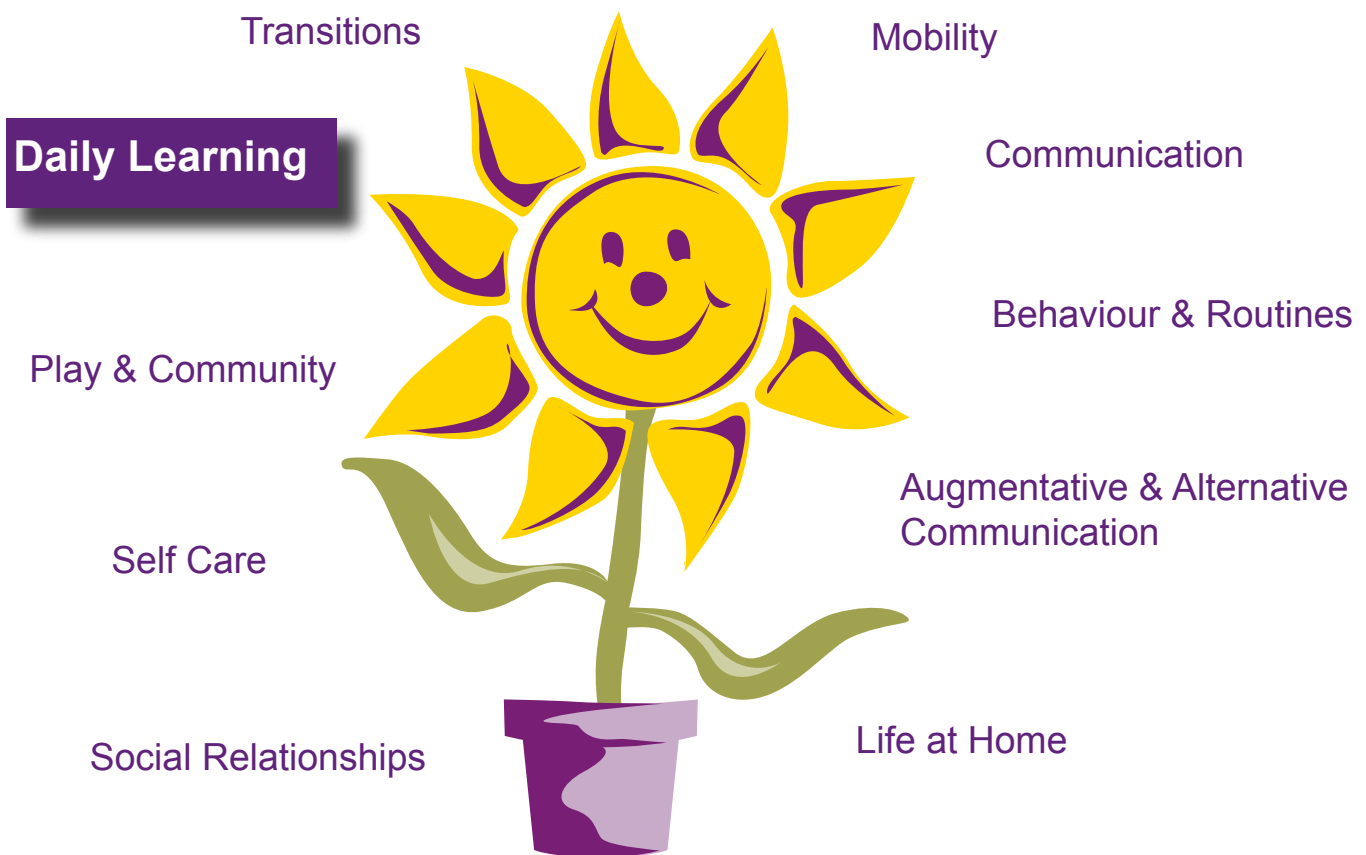 Transitions
Mobility
Daily Learning
Communication
Behaviour & Routines
Play & Community
Augmentative & Alternative
Communication
Self Care
Life at Home
Social Relationships